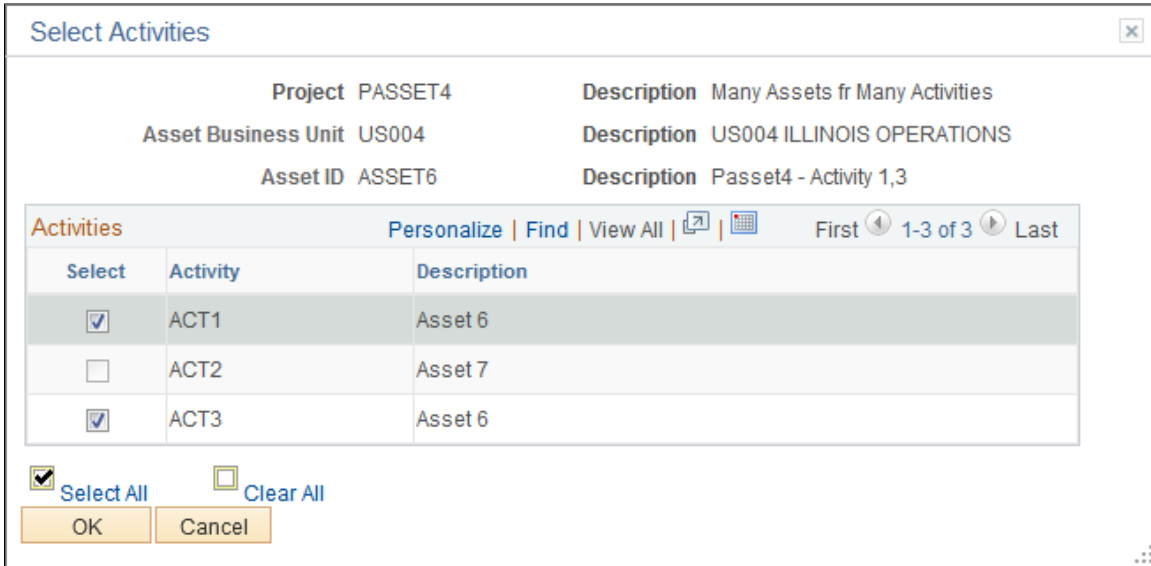 Select Activities
Project PASSET4 Description Many Assets fr Many Activities
Asset Business Unit US004 Description US004 ILLINOIS OPERATIONS
Asset ID ASSET6 Description Passet4 - Activity 1,3
Activities Personalize | Find | View All | | First 1-3 of 3 Last
Select Activity Description
ACT1 Asset 6
ACT2 Asset 7
ACT3 Asset 6
Select All Clear All
OK Cancel